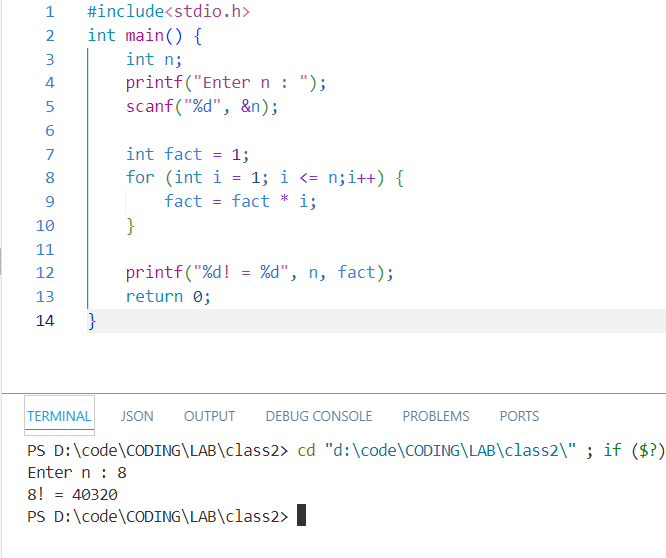 1 #include<stdio.h>
2 int main() {
3     int n;
4     printf("Enter n : ");
5     scanf("%d", &n);
6
7     int fact = 1;
8     for (int i = 1; i <= n;i++) {
9         fact = fact * i;
10     }
11
12     printf("%d! = %d", n, fact);
13     return 0;
14 }
TERMINAL JSON OUTPUT DEBUG CONSOLE PROBLEMS PORTS
PS D:\code\CODING\LAB\class2> cd "d:\code\CODING\LAB\class2\" ; if ($?)
Enter n : 8
8! = 40320
PS D:\code\CODING\LAB\class2>